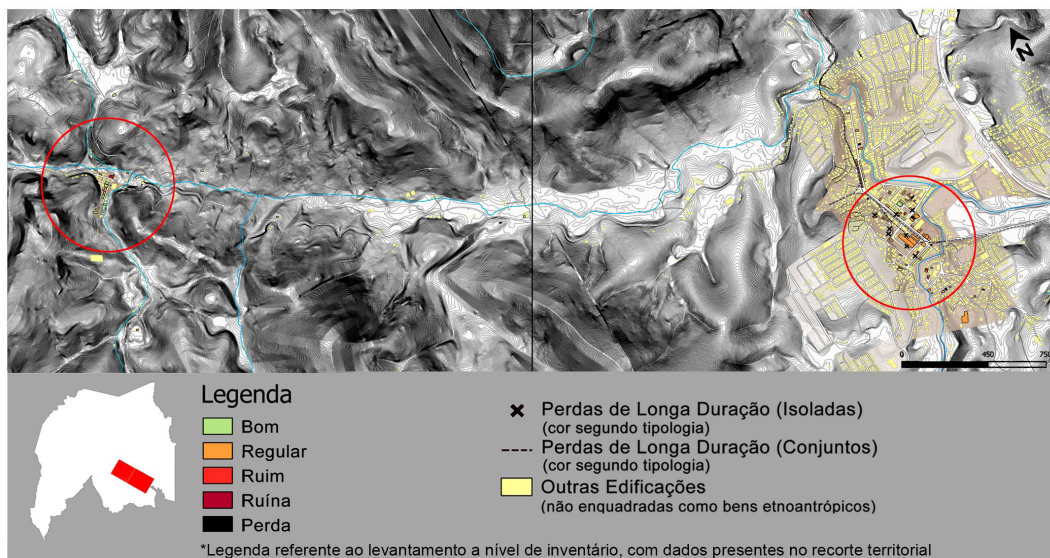 N
0 450 750
Legenda
Bom
Regular
Ruim
Ruína
Perda
Perdas de Longa Duração (Isoladas)
(cor segundo tipologia)
Perdas de Longa Duração (Conjuntos)
(cor segundo tipologia)
Outras Edificações
(não enquadradas como bens etnoantrópicos)
*Legenda referente ao levantamento a nível de inventário, com dados presentes no recorte territorial